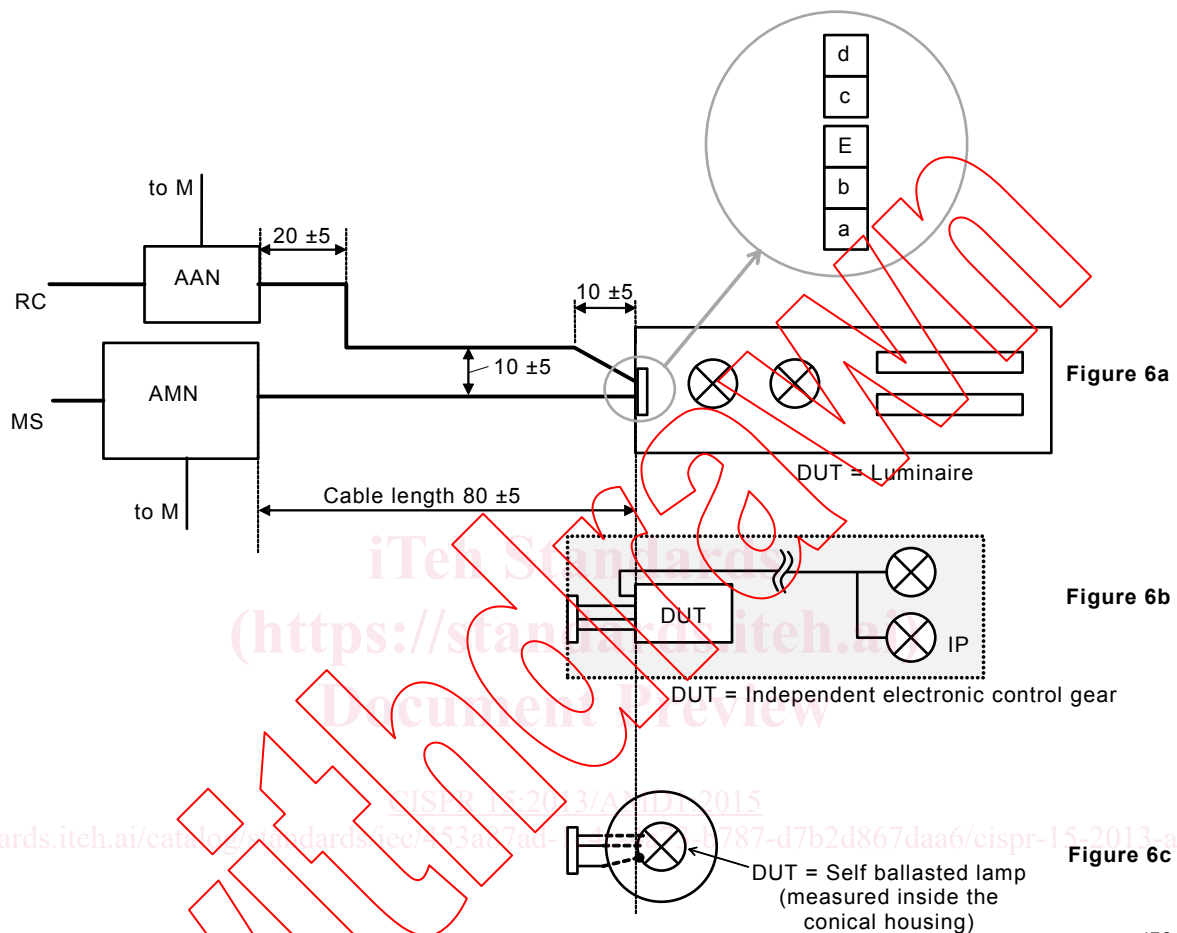 d
c
E
b
a
to M
20 ±5
AAN
RC
10 ±5
10 ±5
AMN
MS
Figure 6a
DUT = Luminaire
Cable length 80 ±5
to M
iTeh Standards
(https://standards.iteh.ai)
Document Preview
DUT
IP
Figure 6b
DUT = Independent electronic control gear
CISPR 15:2013/AMD1:2015
DUT = Self ballasted lamp
(measured inside the
conical housing)
Figure 6c
withdrawn